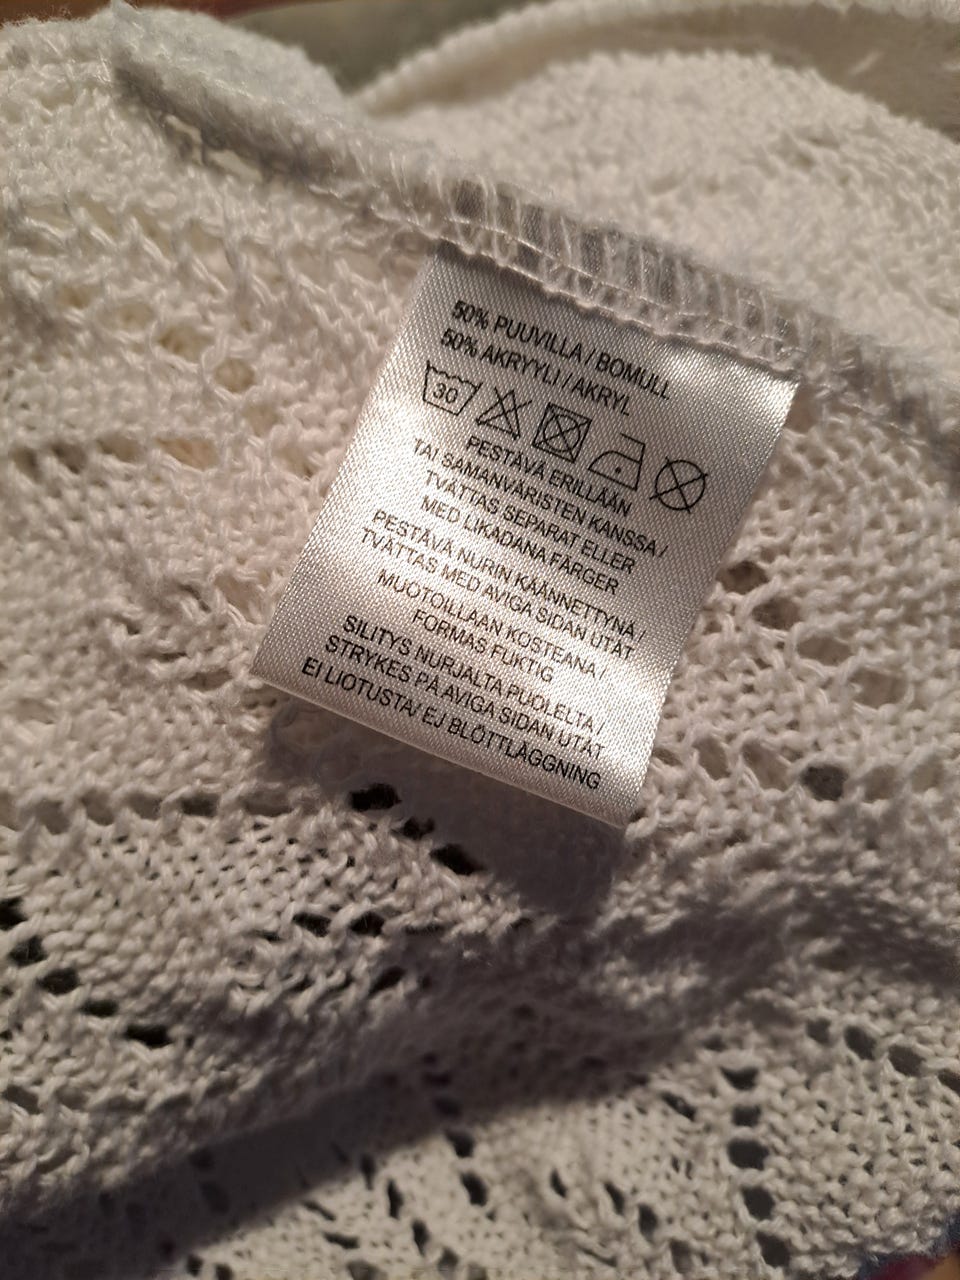 50% PUUVILLA / BOMULL
50% AKRYYLI / AKRYL
30
PESTÄVÄ ERILLÄÄN
TAI SAMANVÄRISTEN KANSSA /
TVÄTTAS SEPARAT ELLER
MED LIKADANA FÄRGER
PESTÄVÄ NURIN KÄÄNNETTYNÄ /
TVÄTTAS MED AVIGA SIDAN UTÅT
MUOTOILLAAN KOSTEANA /
FORMAS FUKTIG
SILITYS NURJALTA PUOLELTA /
STRYKES PÅ AVIGA SIDAN UTÅT
EI LIOTUSTA/ EJ BLÖTTLÄGGNING